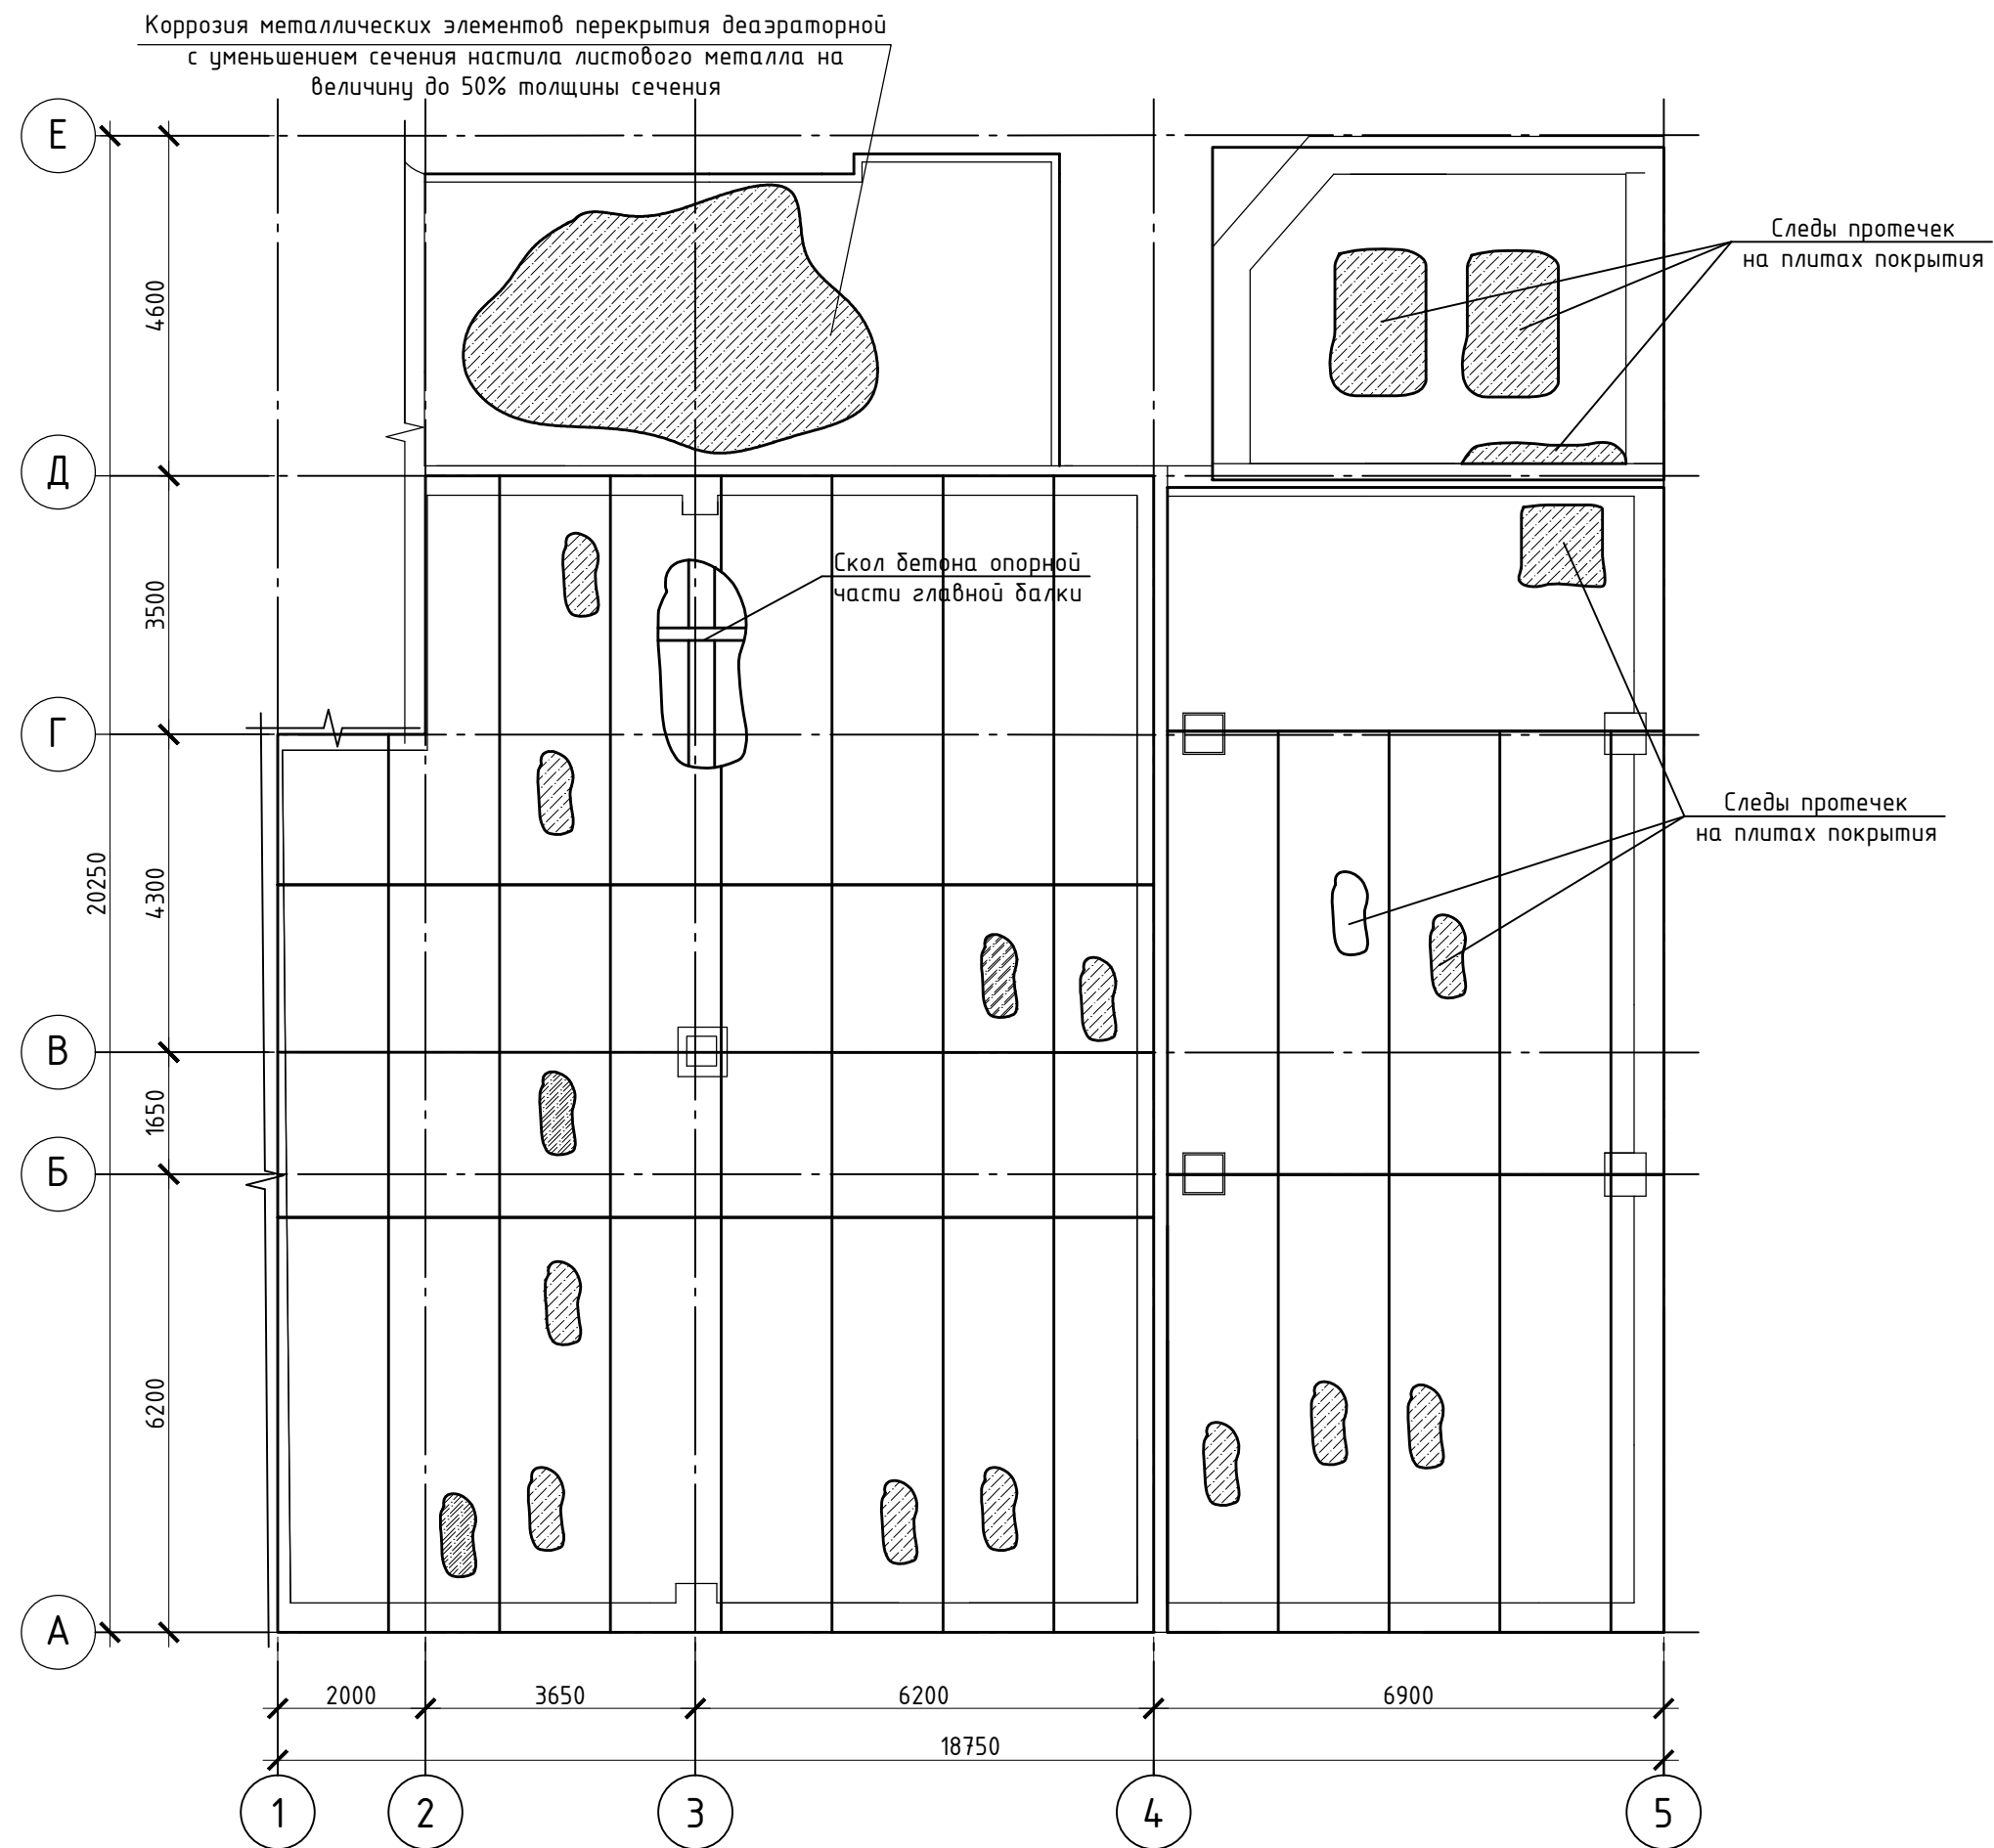 Коррозия металлических элементов перекрытия деаэраторной
с уменьшением сечения настила листового металла на
величину до 50% толщины сечения
Е
Следы протечек
на плитах покрытия
4600
Д
Скол бетона опорной
части главной балки
3500
Г
Следы протечек
на плитах покрытия
20250
4300
В
1650
Б
6200
А
2000
3650
6200
6900
18750
1
2
3
4
5